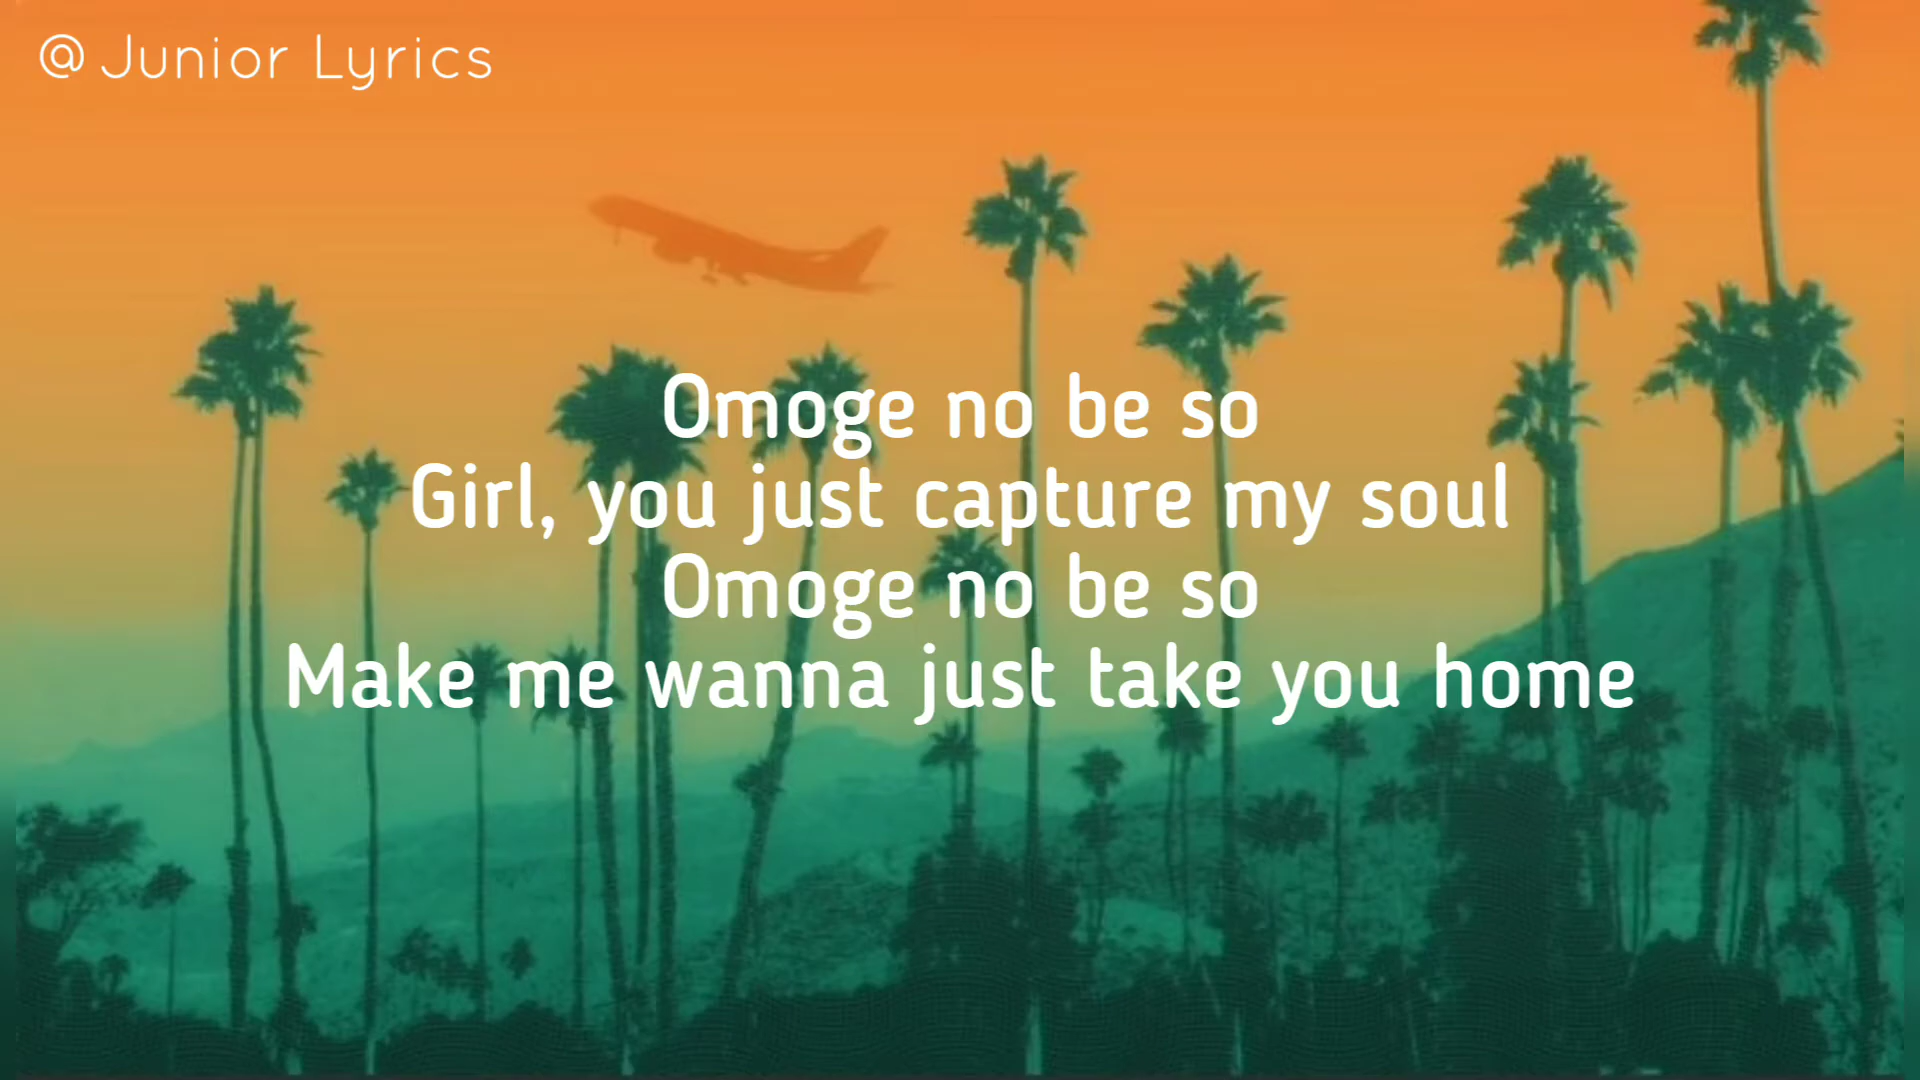 @Junior Lyrics
Omoge no be so
Girl, you just capture my soul
Omoge no be so
Make me wanna just take you home